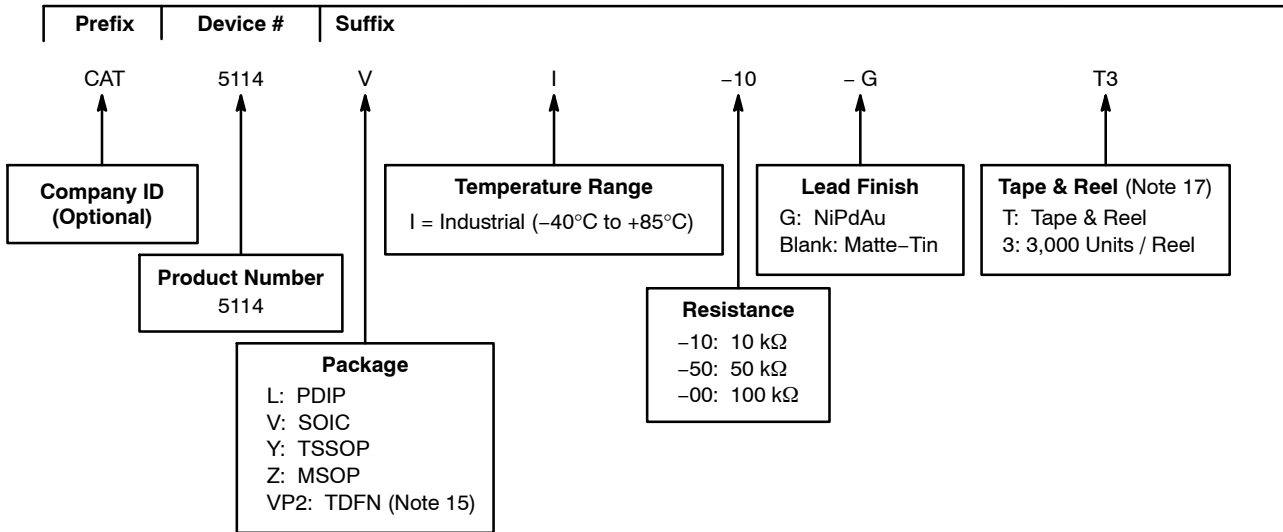 Prefix Device # Suffix
CAT 5114 V I −10 − G T3
Company ID
(Optional)
Product Number
5114
Package
L: PDIP
V: SOIC
Y: TSSOP
Z: MSOP
VP2: TDFN (Note 15)
Temperature Range
I = Industrial (−40°C to +85°C)
Resistance
−10: 10 kΩ
−50: 50 kΩ
−00: 100 kΩ
Lead Finish
G: NiPdAu
Blank: Matte−Tin
Tape & Reel (Note 17)
T: Tape & Reel
3: 3,000 Units / Reel